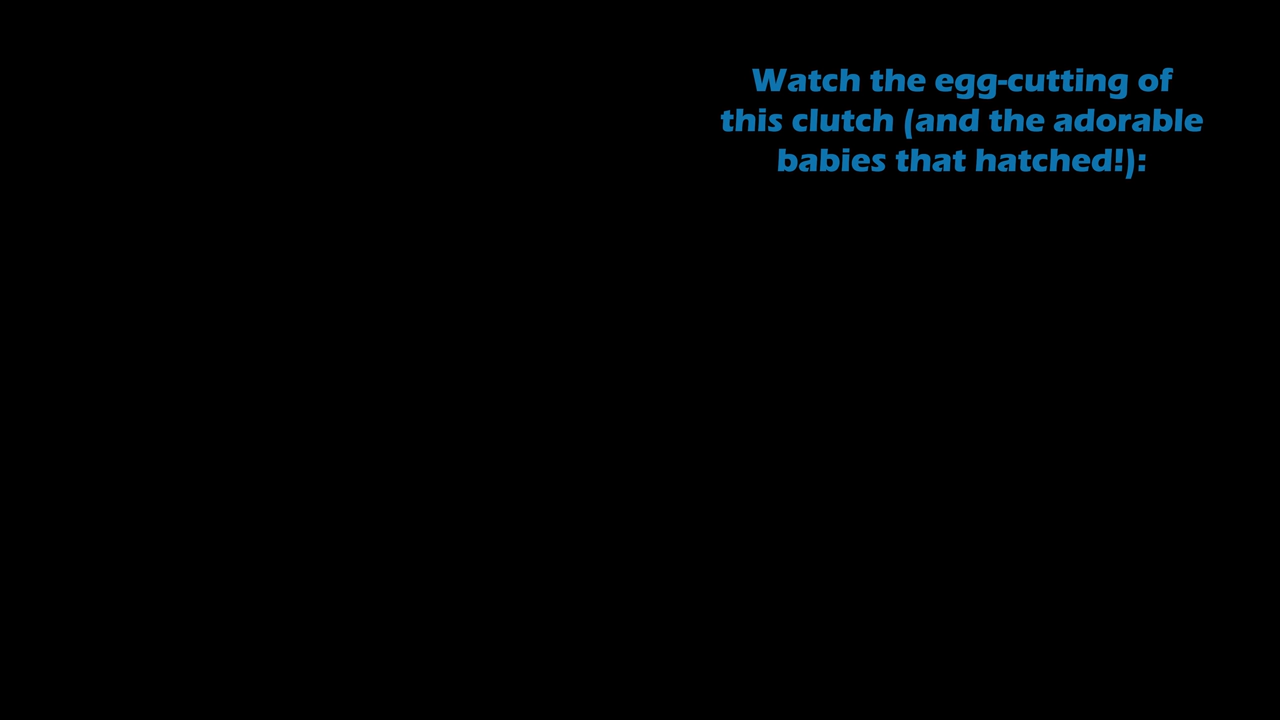 Watch the egg-cutting of
this clutch (and the adorable
babies that hatched!):